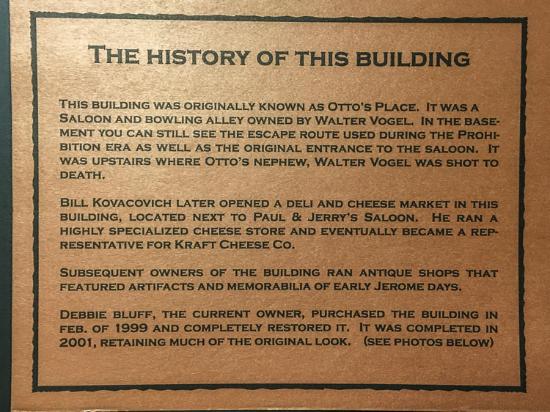 THE HISTORY OF THIS BUILDING
THIS BUILDING WAS ORIGINALLY KNOWN AS OTTO'S PLACE. IT WAS A
SALOON AND BOWLING ALLEY OWNED BY WALTER VOGEL. IN THE BASE-
MENT YOU CAN STILL SEE THE ESCAPE ROUTE USED DURING THE PROHI-
BITION ERA AS WELL AS THE ORIGINAL ENTRANCE TO THE SALOON. IT
WAS UPSTAIRS WHERE OTTO'S NEPHEW, WALTER VOGEL WAS SHOT TO
DEATH.
BILL KOVACOVICH LATER OPENED A DELI AND CHEESE MARKET IN THIS
BUILDING, LOCATED NEXT TO PAUL & JERRY'S SALOON. HE RAN A
HIGHLY SPECIALIZED CHEESE STORE AND EVENTUALLY BECAME A REP-
RESENTATIVE FOR KRAFT CHEESE CO.
SUBSEQUENT OWNERS OF THE BUILDING RAN ANTIQUE SHOPS THAT
FEATURED ARTIFACTS AND MEMORABILIA OF EARLY JEROME DAYS.
DEBBIE BLUFF, THE CURRENT OWNER, PURCHASED THE BUILDING IN
FEB. OF 1999 AND COMPLETELY RESTORED IT. IT WAS COMPLETED IN
2001, RETAINING MUCH OF THE ORIGINAL LOOK. (SEE PHOTOS BELOW)